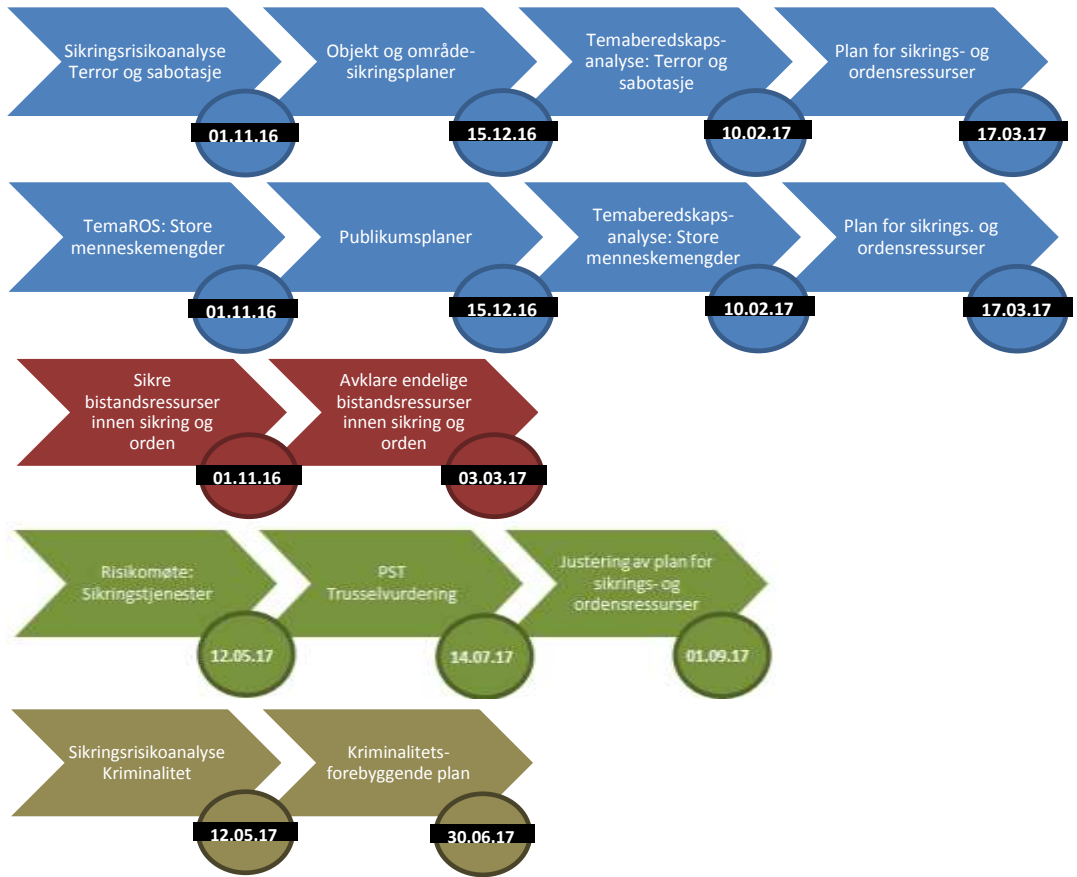 Sikringsrisikoanalyse
Terror og sabotasje
01.11.16
Objekt og område-
sikringsplaner
15.12.16
Temaberedskaps-
analyse: Terror og
sabotasje
10.02.17
Plan for sikrings- og
ordensressurser
17.03.17
TemaROS: Store
menneskemengder
01.11.16
Publikumsplaner
15.12.16
Temaberedskaps-
analyse: Store
menneskemengder
10.02.17
Plan for sikrings. og
ordensressurser
17.03.17
Sikre
bistandsressurser
innen sikring og
orden
01.11.16
Avklare endelige
bistandsressurser
innen sikring og
orden
03.03.17
Risikomøte:
Sikringstjenester
12.05.17
PST
Trusselvurdering
14.07.17
Justering av plan for
sikrings- og
ordensressurser
01.09.17
Sikringsrisikoanalyse
Kriminalitet
12.05.17
Kriminalitets-
forebyggende plan
30.06.17